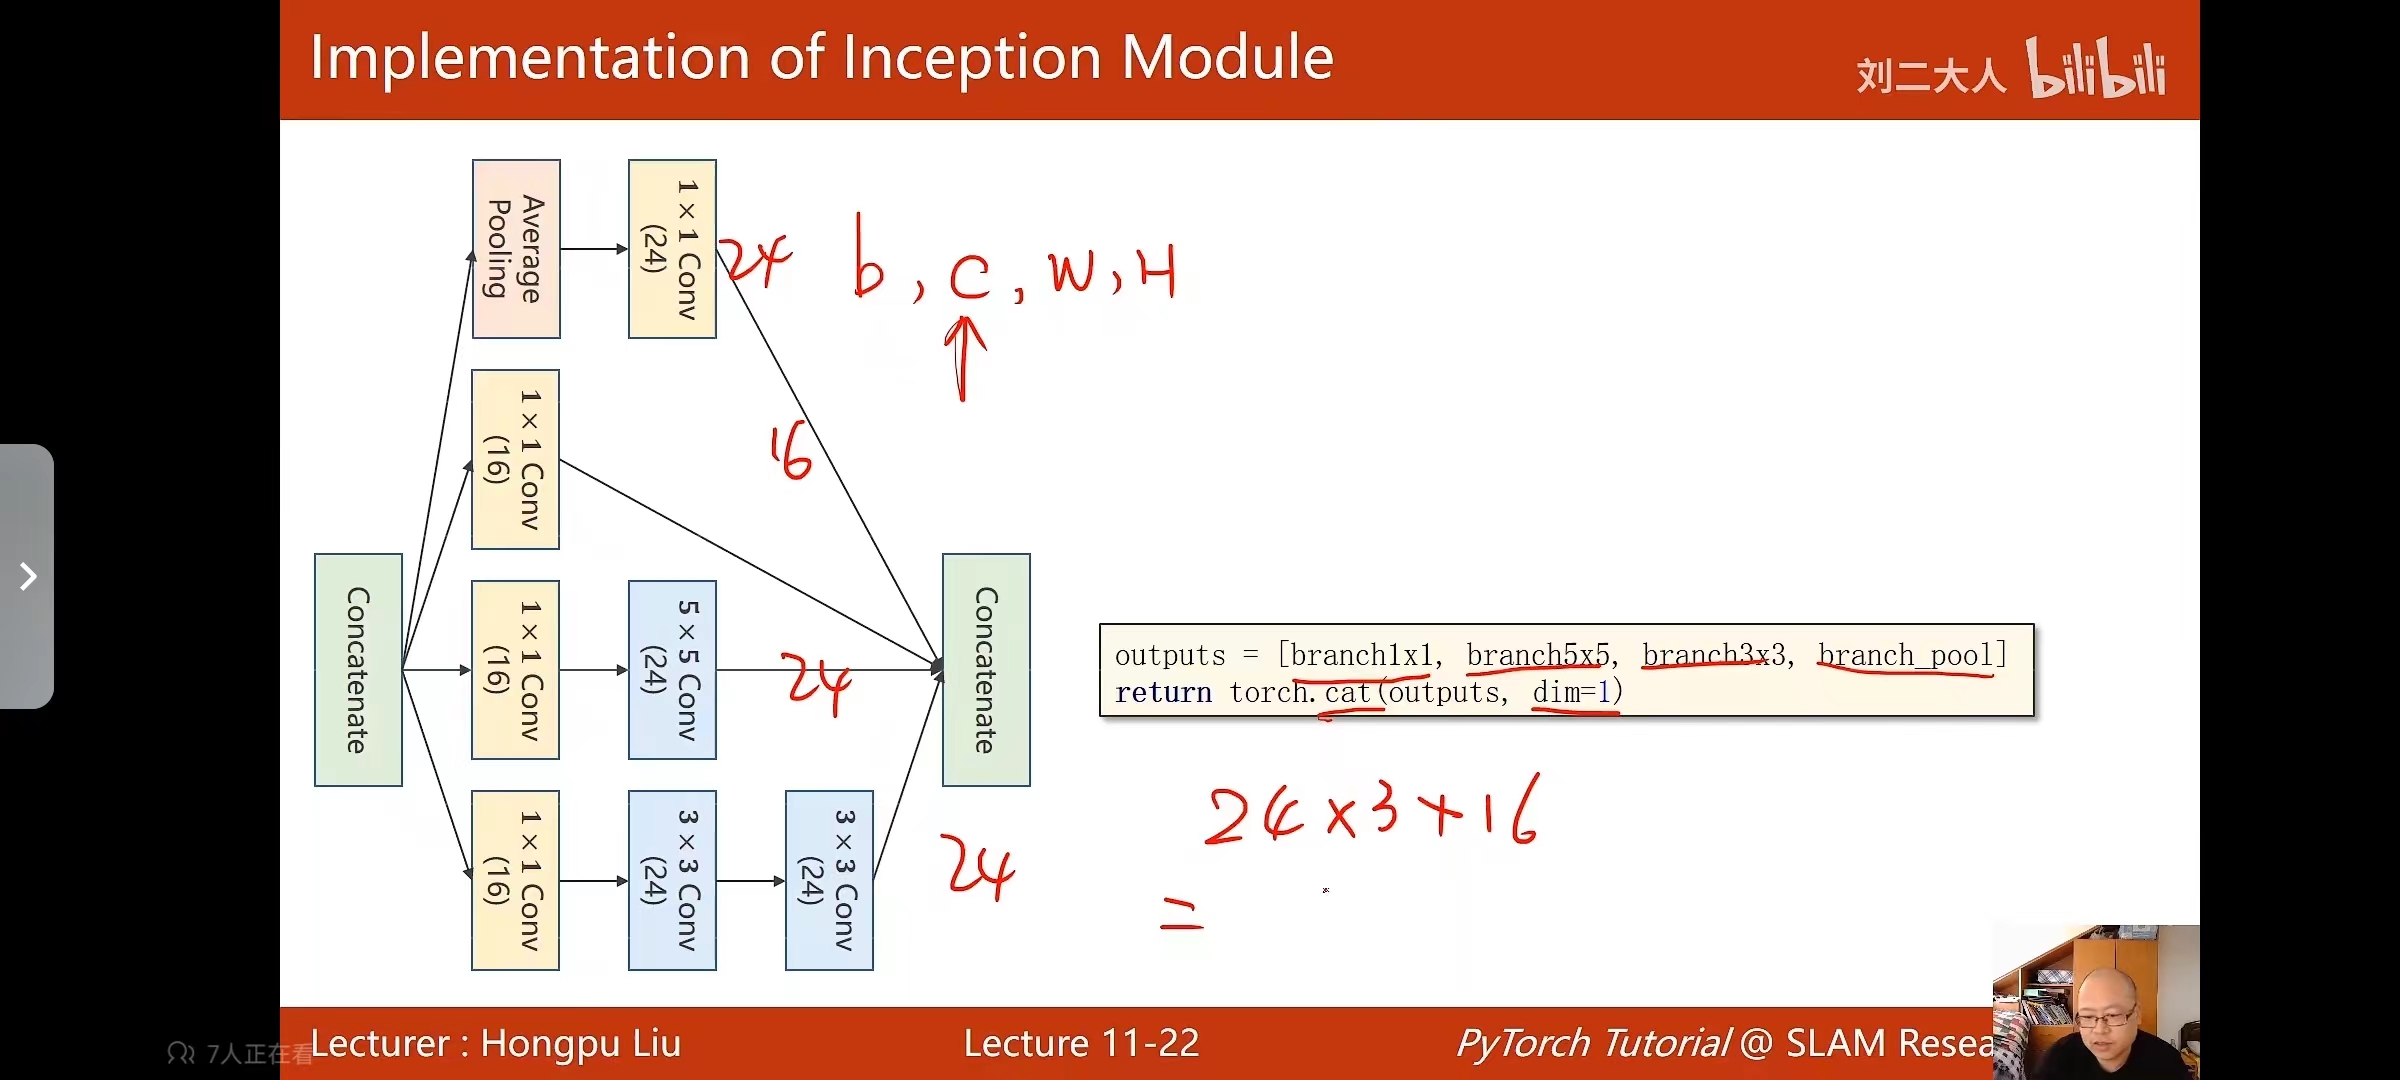 Implementation of Inception Module
刘二大人 bilibili
Average
Pooling
1×1 Conv
(24)
24
b, C, W, H
1×1 Conv
(16)
16
Concatenate
1×1 Conv
(16)
5×5 Conv
(24)
24
Concatenate
outputs = [branch1x1, branch5x5, branch3x3, branch_pool]
return torch.cat(outputs, dim=1)
1×1 Conv
(16)
3×3 Conv
(24)
3×3 Conv
(24)
24
24×3+16
=
7人正在看
Lecturer : Hongpu Liu
Lecture 11-22
PyTorch Tutorial @ SLAM Resea